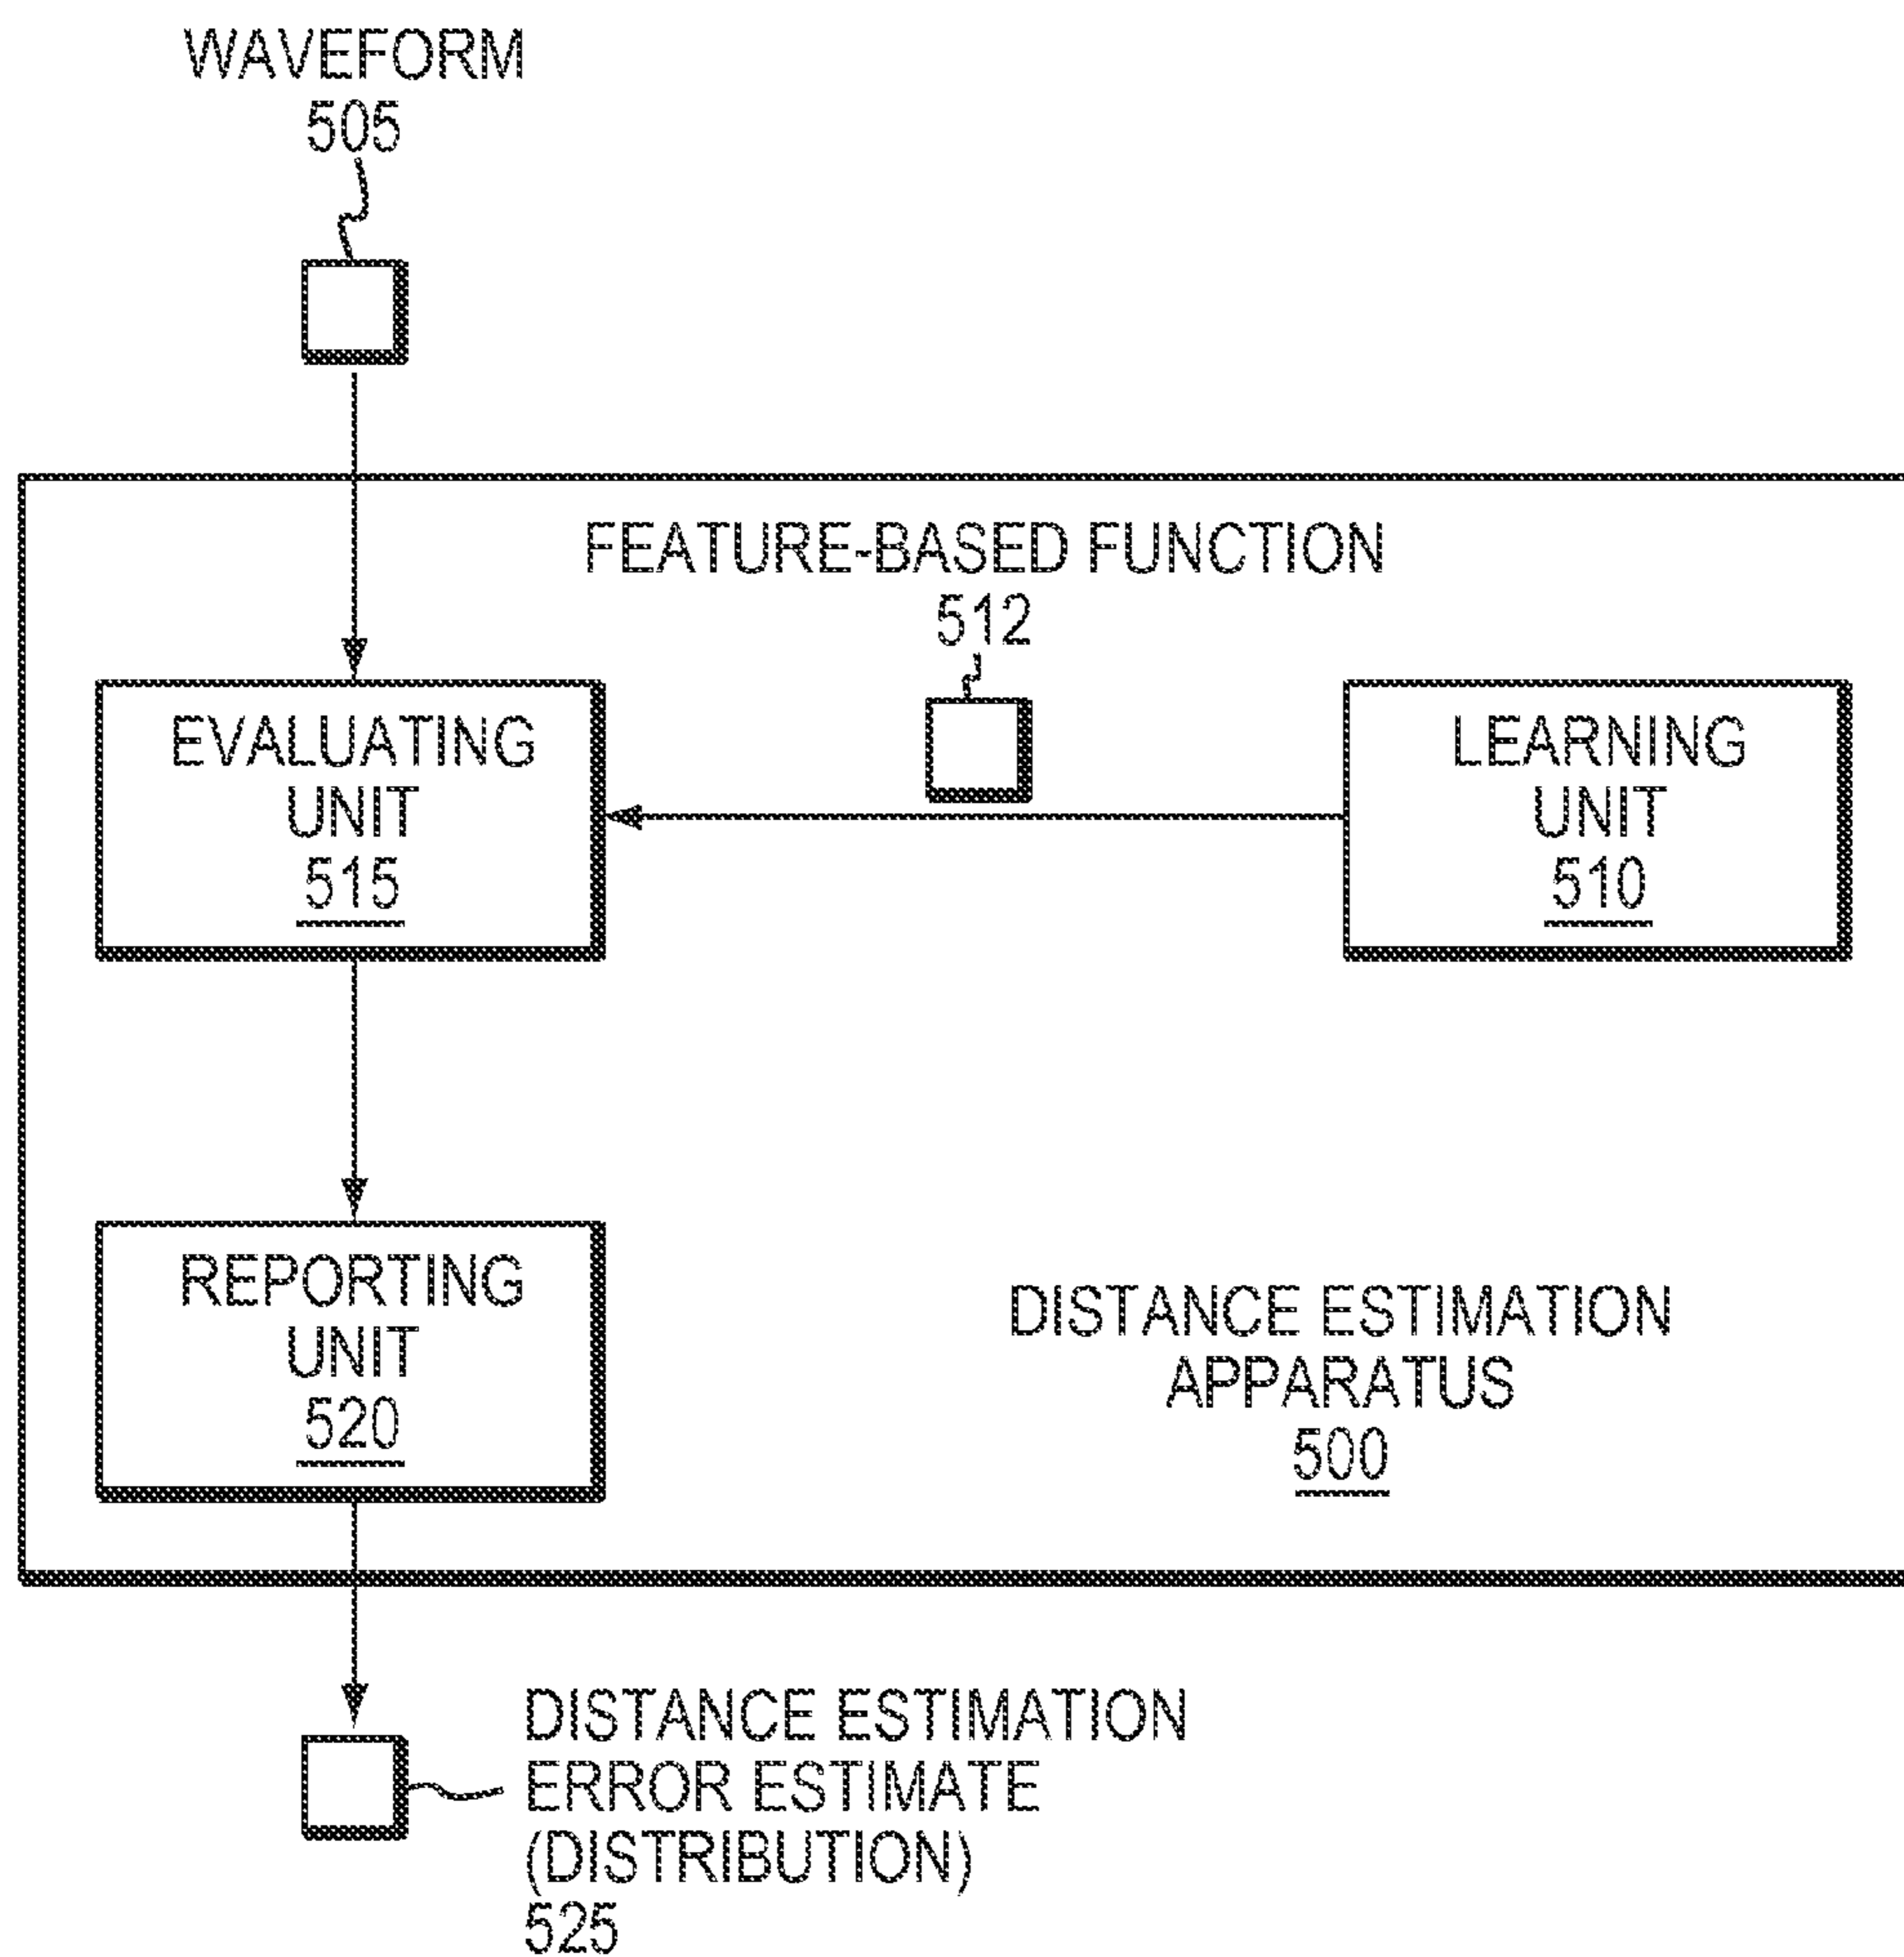 WAVEFORM
505
FEATURE-BASED FUNCTION
512
EVALUATING
UNIT
515
LEARNING
UNIT
510
REPORTING
UNIT
520
DISTANCE ESTIMATION
APPARATUS
500
DISTANCE ESTIMATION
ERROR ESTIMATE
(DISTRIBUTION)
525